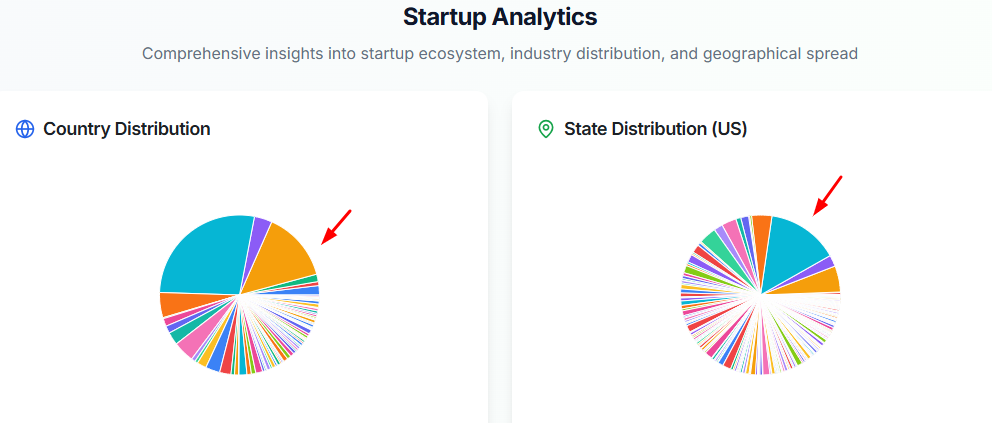 Startup Analytics
Comprehensive insights into startup ecosystem, industry distribution, and geographical spread
Country Distribution
State Distribution (US)